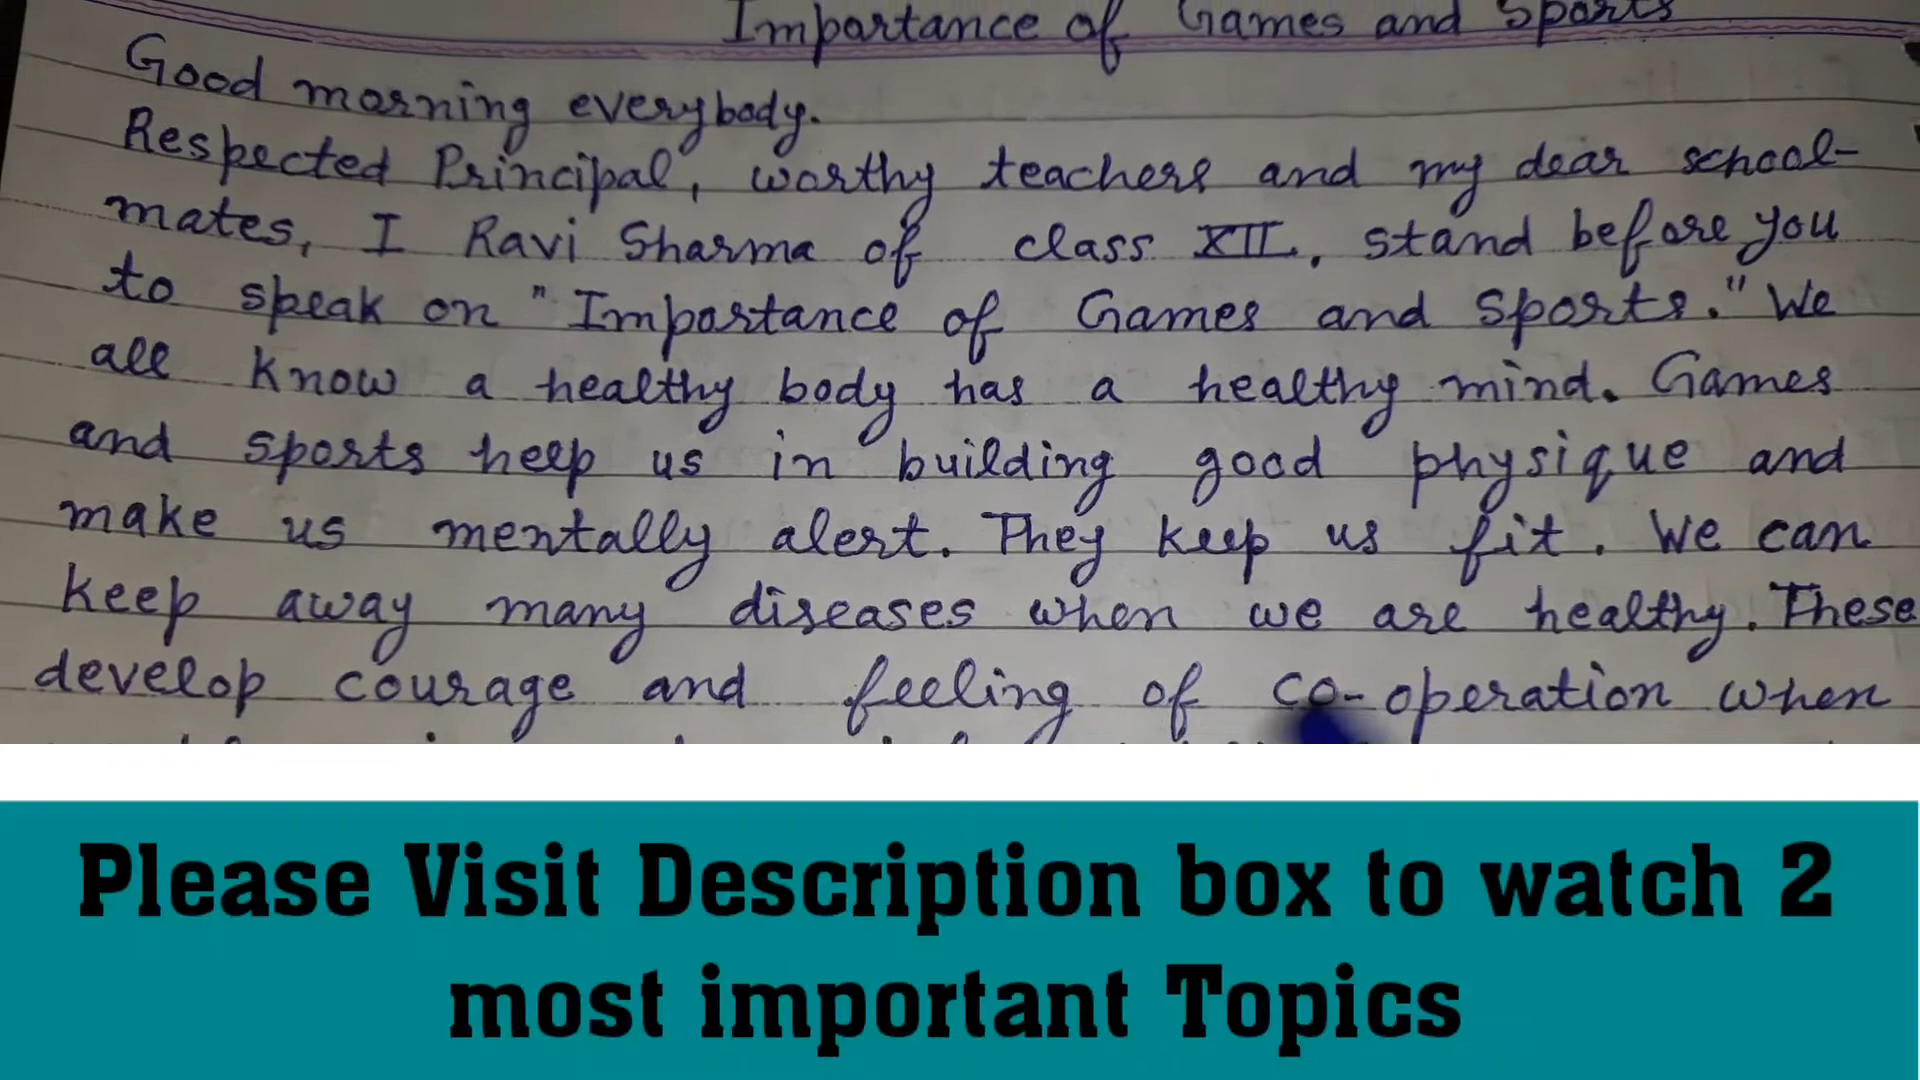 Importance of Games and Sports
Good morning everybody.
Respected Principal, worthy teachers and my dear school-
mates, I Ravi Sharma of class XII, stand before you
to speak on "Importance of Games and Sports." We
all know a healthy body has a healthy mind. Games
and sports help us in building good physique and
make us mentally alert. They keep us fit. We can
keep away many diseases when we are healthy. These
develop courage and feeling of co-operation when
Please Visit Description box to watch 2
most important Topics